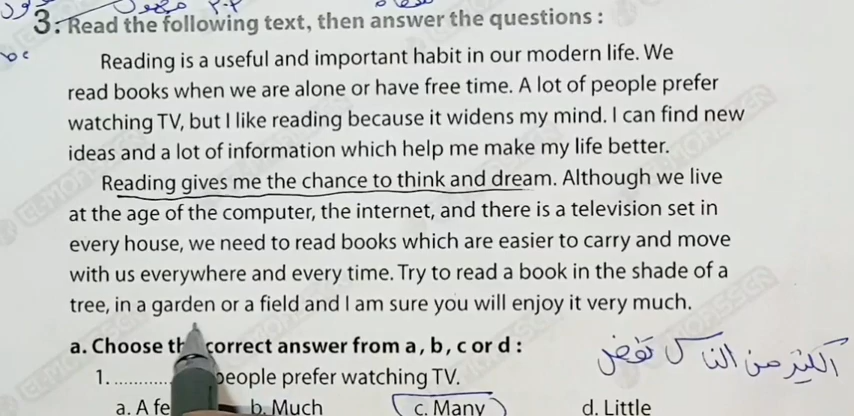 3. Read the following text, then answer the questions :
Reading is a useful and important habit in our modern life. We
read books when we are alone or have free time. A lot of people prefer
watching TV, but I like reading because it widens my mind. I can find new
ideas and a lot of information which help me make my life better.
Reading gives me the chance to think and dream. Although we live
at the age of the computer, the internet, and there is a television set in
every house, we need to read books which are easier to carry and move
with us everywhere and every time. Try to read a book in the shade of a
tree, in a garden or a field and I am sure you will enjoy it very much.
a. Choose th correct answer from a, b, c or d :
الكثير من الناس تفضل
1. ............ people prefer watching TV.
a. A fe b. Much c. Many d. Little